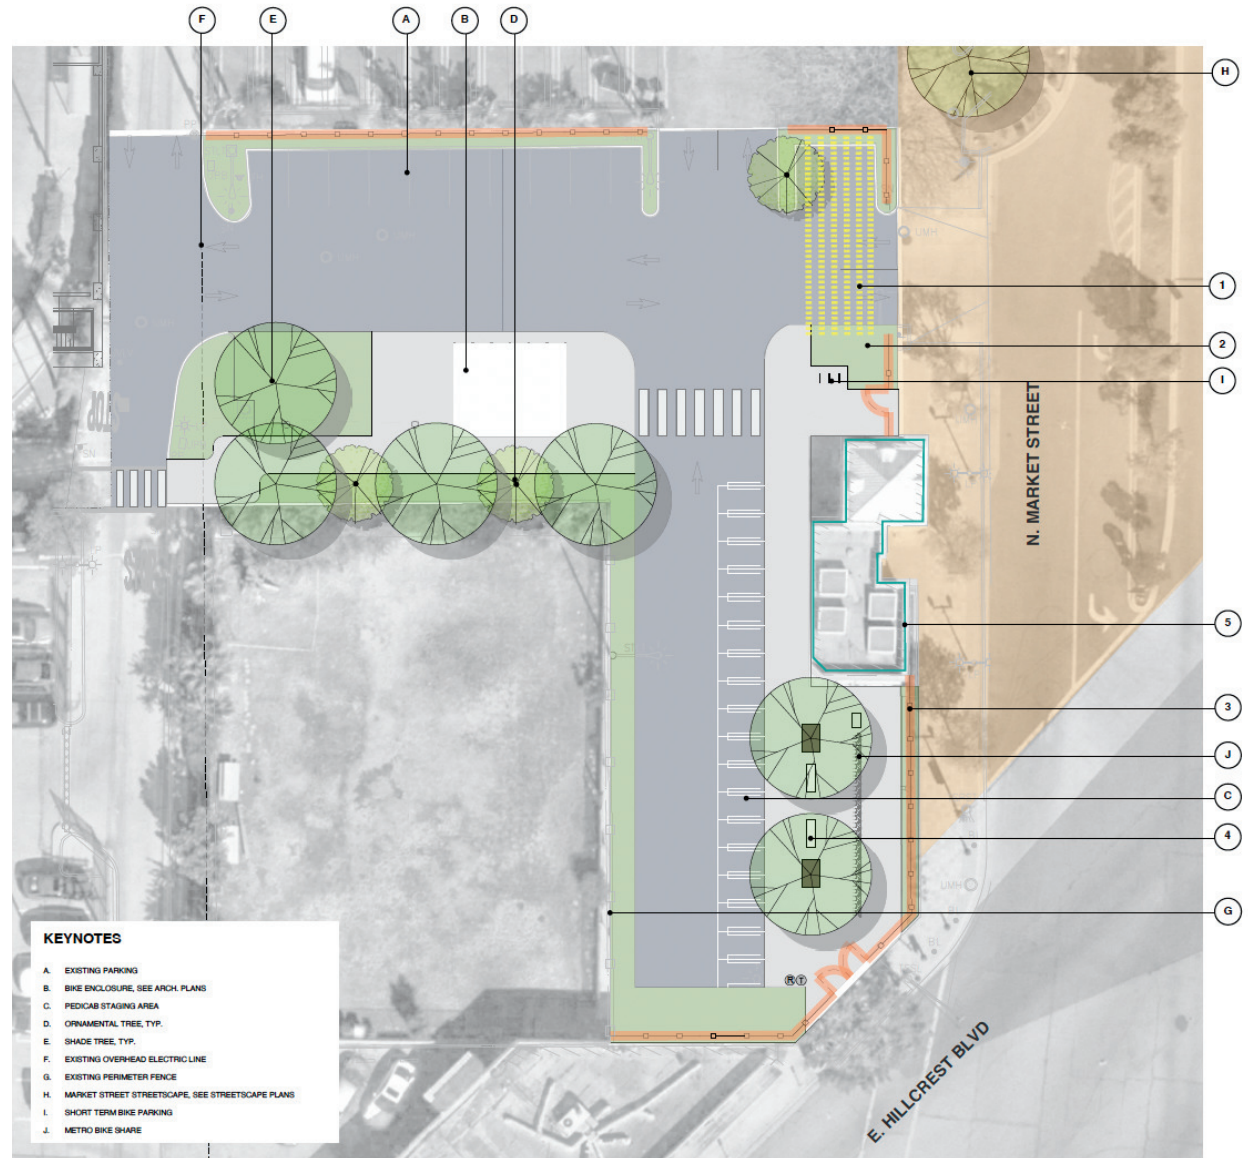 F
E
A
B
D
H
UMH
1
2
I
N. MARKET STREET
5
3
J
C
4
UMH
G
R T
E. HILLCREST BLVD
KEYNOTES
A. EXISTING PARKING
B. BIKE ENCLOSURE, SEE ARCH. PLANS
C. PEDICAB STAGING AREA
D. ORNAMENTAL TREE, TYP.
E. SHADE TREE, TYP.
F. EXISTING OVERHEAD ELECTRIC LINE
G. EXISTING PERIMETER FENCE
H. MARKET STREET STREETSCAPE, SEE STREETSCAPE PLANS
I. SHORT TERM BIKE PARKING
J. METRO BIKE SHARE